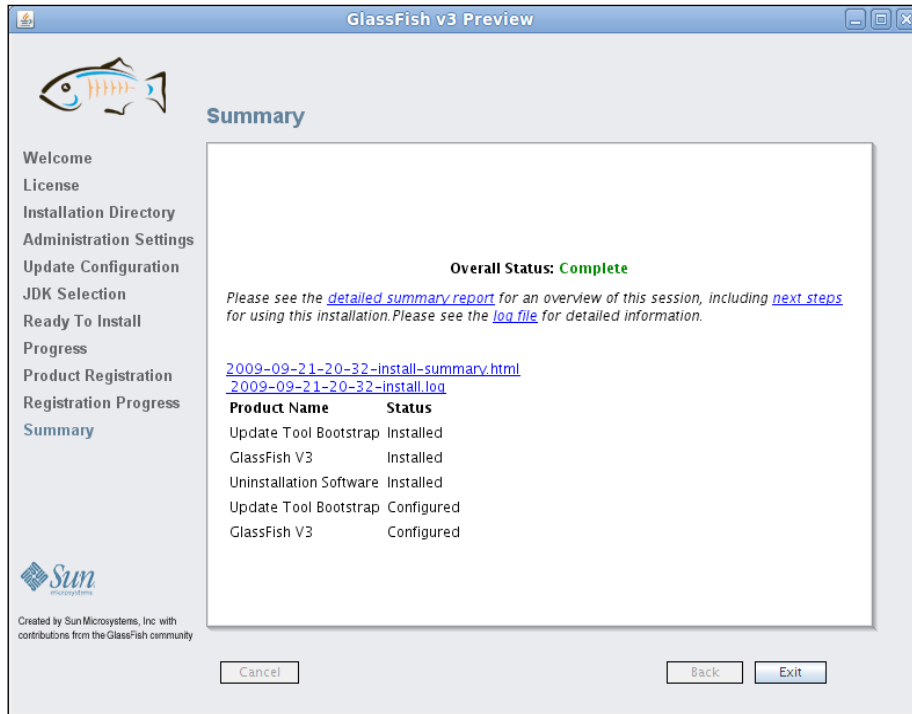 GlassFish v3 Preview
Summary
Welcome
License
Installation Directory
Administration Settings
Update Configuration
JDK Selection
Ready To Install
Progress
Product Registration
Registration Progress
Summary
Overall Status: Complete
Please see the detailed summary report for an overview of this session, including next steps
for using this installation.Please see the log file for detailed information.
2009-09-21-20-32-install-summary.html
2009-09-21-20-32-install.log
Product Name Status
Update Tool Bootstrap Installed
GlassFish V3 Installed
Uninstallation Software Installed
Update Tool Bootstrap Configured
GlassFish V3 Configured
Sun
microsystems
Created by Sun Microsystems, Inc with
contributions from the GlassFish community
Cancel
Back
Exit